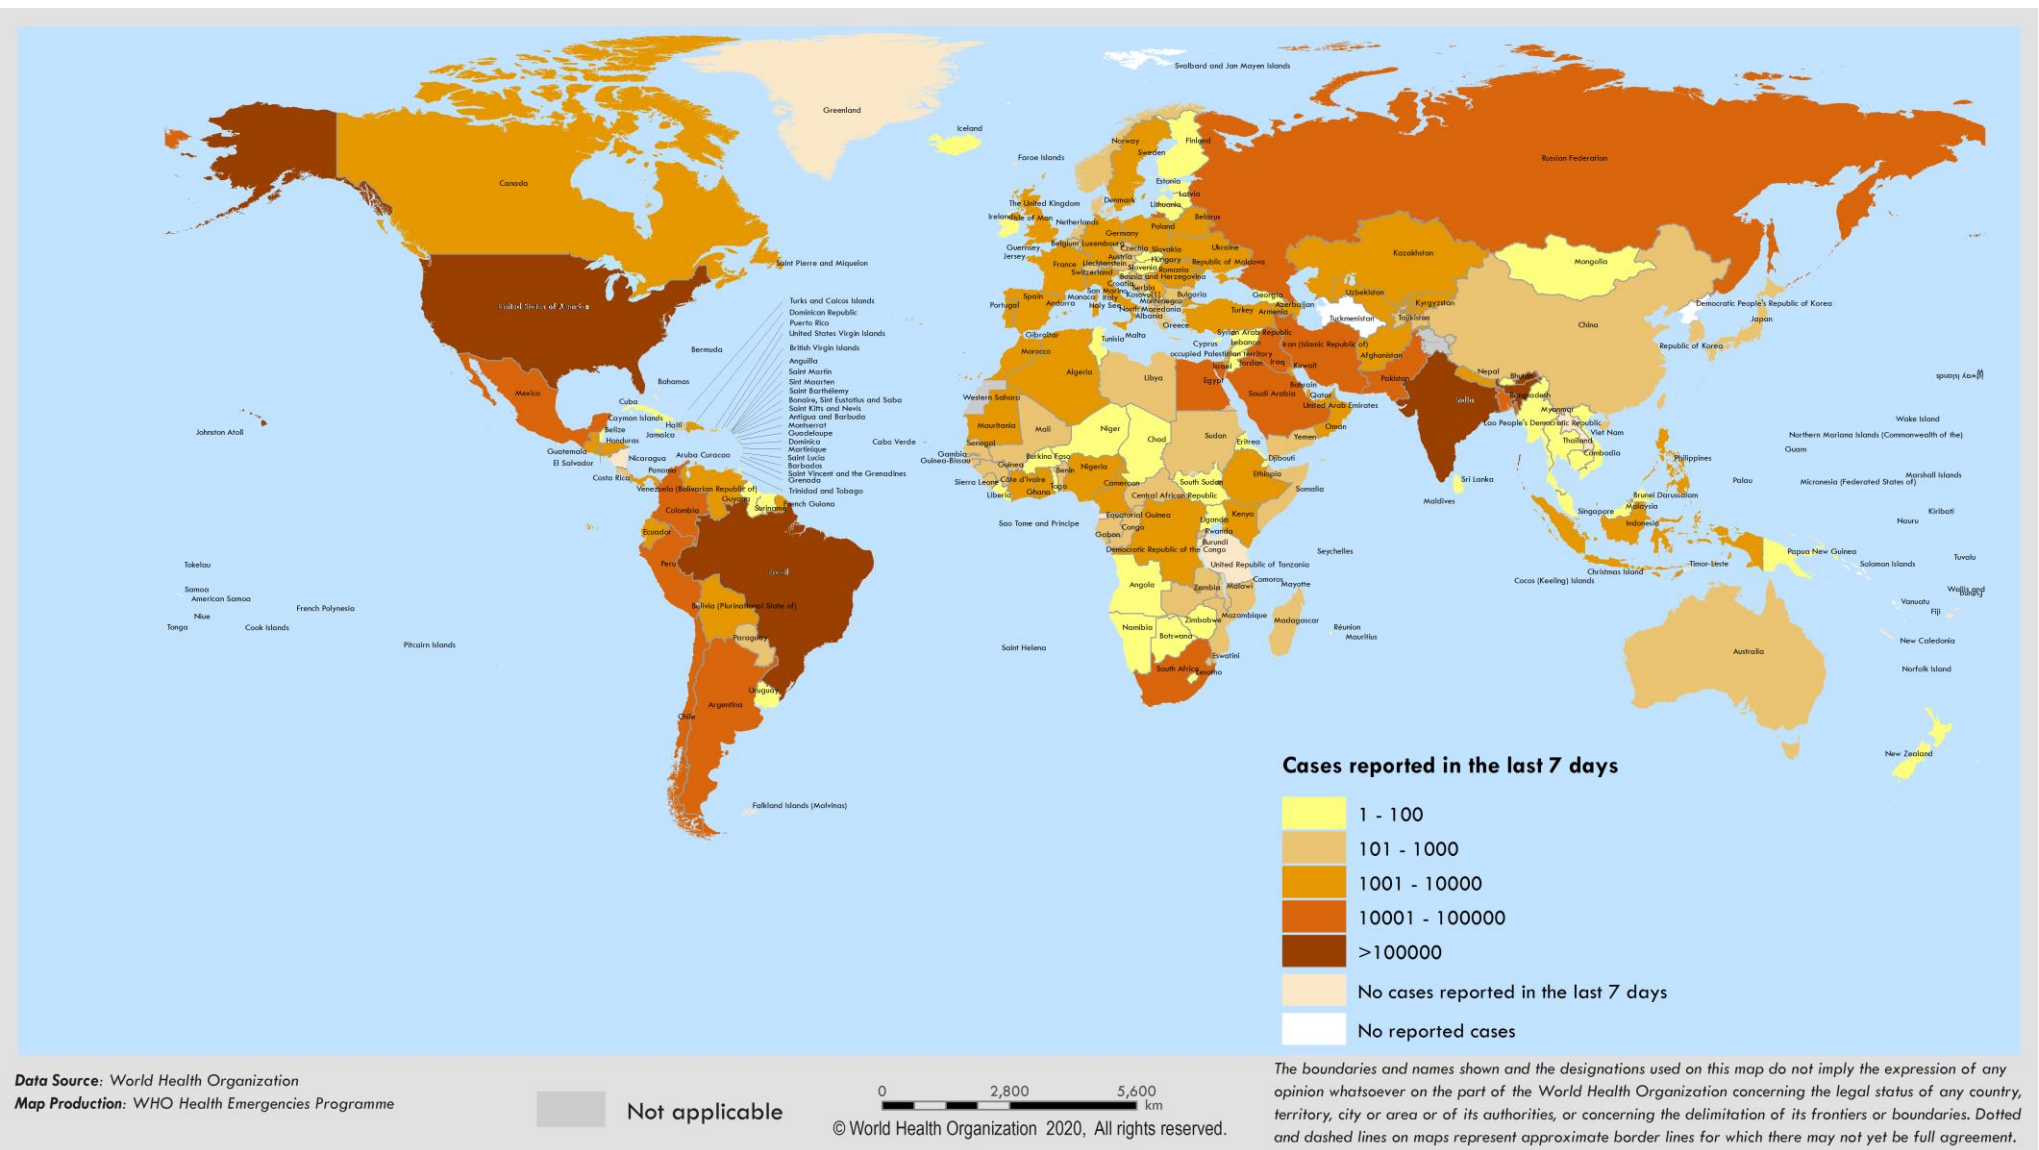 Svalbard and Jan Mayen Islands
Greenland
Iceland
Faroe Islands
Norway
Sweden
Finland
Russian Federation
Canada
Estonia
Latvia
Lithuania
Denmark
The United Kingdom
Ireland
Isle of Man
Netherlands
Belarus
Poland
Germany
Belgium
Luxembourg
Czechia
Slovakia
Ukraine
Guernsey
Jersey
Austria
Hungary
France
Liechtenstein
Slovenia
Romania
Republic of Moldova
Switzerland
Bosnia and Herzegovina
Croatia
Serbia
San Marino
Kosovo[1]
Bulgaria
Spain
Andorra
Monaco
Italy
Montenegro
Portugal
Holy See
North Macedonia
Albania
Greece
Turkey
Georgia
Armenia
Azerbaijan
Kazakhstan
Uzbekistan
Kyrgyzstan
Turkmenistan
Tajikistan
Mongolia
China
Democratic People's Republic of Korea
Japan
Republic of Korea
Saint Pierre and Miquelon
United States of America
Turks and Caicos Islands
Dominican Republic
Puerto Rico
United States Virgin Islands
British Virgin Islands
Anguilla
Saint Martin
Sint Maarten
Saint Barthélemy
Bonaire, Sint Eustatius and Saba
Saint Kitts and Nevis
Antigua and Barbuda
Montserrat
Guadeloupe
Dominica
Martinique
Saint Lucia
Barbados
Saint Vincent and the Grenadines
Grenada
Trinidad and Tobago
Bermuda
Bahamas
Mexico
Cuba
Cayman Islands
Haiti
Belize
Jamaica
Honduras
Guatemala
El Salvador
Nicaragua
Aruba
Curacao
Panama
Costa Rica
Venezuela (Bolivarian Republic of)
Guyana
Suriname
French Guiana
Colombia
Ecuador
Peru
Brazil
Bolivia (Plurinational State of)
Paraguay
Uruguay
Argentina
Chile
Falkland Islands (Malvinas)
Johnston Atoll
Tokelau
Samoa
American Samoa
Niue
Tonga
Cook Islands
French Polynesia
Pitcairn Islands
Gibraltar
Tunisia
Malta
Cyprus
Syrian Arab Republic
Lebanon
occupied Palestinian territory
Israel
Jordan
Iraq
Iran (Islamic Republic of)
Kuwait
Afghanistan
Pakistan
Morocco
Algeria
Libya
Egypt
Saudi Arabia
Bahrain
Qatar
United Arab Emirates
Oman
Yemen
Western Sahara
Mauritania
Mali
Niger
Chad
Sudan
Eritrea
Djibouti
Cabo Verde
Senegal
Gambia
Guinea-Bissau
Guinea
Burkina Faso
Sierra Leone
Côte d'Ivoire
Liberia
Ghana
Togo
Benin
Nigeria
Cameroon
Central African Republic
South Sudan
Ethiopia
Somalia
Equatorial Guinea
Sao Tome and Principe
Congo
Gabon
Democratic Republic of the Congo
Uganda
Kenya
Rwanda
Burundi
United Republic of Tanzania
Seychelles
Angola
Zambia
Malawi
Comoros
Mayotte
Mozambique
Zimbabwe
Namibia
Botswana
Madagascar
Réunion
Mauritius
Saint Helena
Eswatini
South Africa
Lesotho
Nepal
Bhutan
India
Bangladesh
Myanmar
Lao People's Democratic Republic
Viet Nam
Thailand
Cambodia
Philippines
Sri Lanka
Maldives
Brunei Darussalam
Malaysia
Singapore
Indonesia
Palau
Papua New Guinea
Timor-Leste
Christmas Island
Cocos (Keeling) Islands
Solomon Islands
Midway Islands
Wake Island
Northern Mariana Islands (Commonwealth of the)
Guam
Marshall Islands
Micronesia (Federated States of)
Kiribati
Nauru
Tuvalu
Wallis and
Futuna
Vanuatu
Fiji
New Caledonia
Norfolk Island
Australia
New Zealand
Cases reported in the last 7 days
1 - 100
101 - 1000
1001 - 10000
10001 - 100000
>100000
No cases reported in the last 7 days
No reported cases
Data Source: World Health Organization
Map Production: WHO Health Emergencies Programme
Not applicable
0 2,800 5,600
km
© World Health Organization 2020, All rights reserved.
The boundaries and names shown and the designations used on this map do not imply the expression of any
opinion whatsoever on the part of the World Health Organization concerning the legal status of any country,
territory, city or area or of its authorities, or concerning the delimitation of its frontiers or boundaries. Dotted
and dashed lines on maps represent approximate border lines for which there may not yet be full agreement.